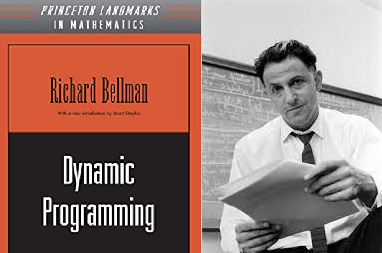 PRINCETON LANDMARKS
IN MATHEMATICS
Richard Bellman
With a new introduction by Stuart Dreyfus
Dynamic
Programming